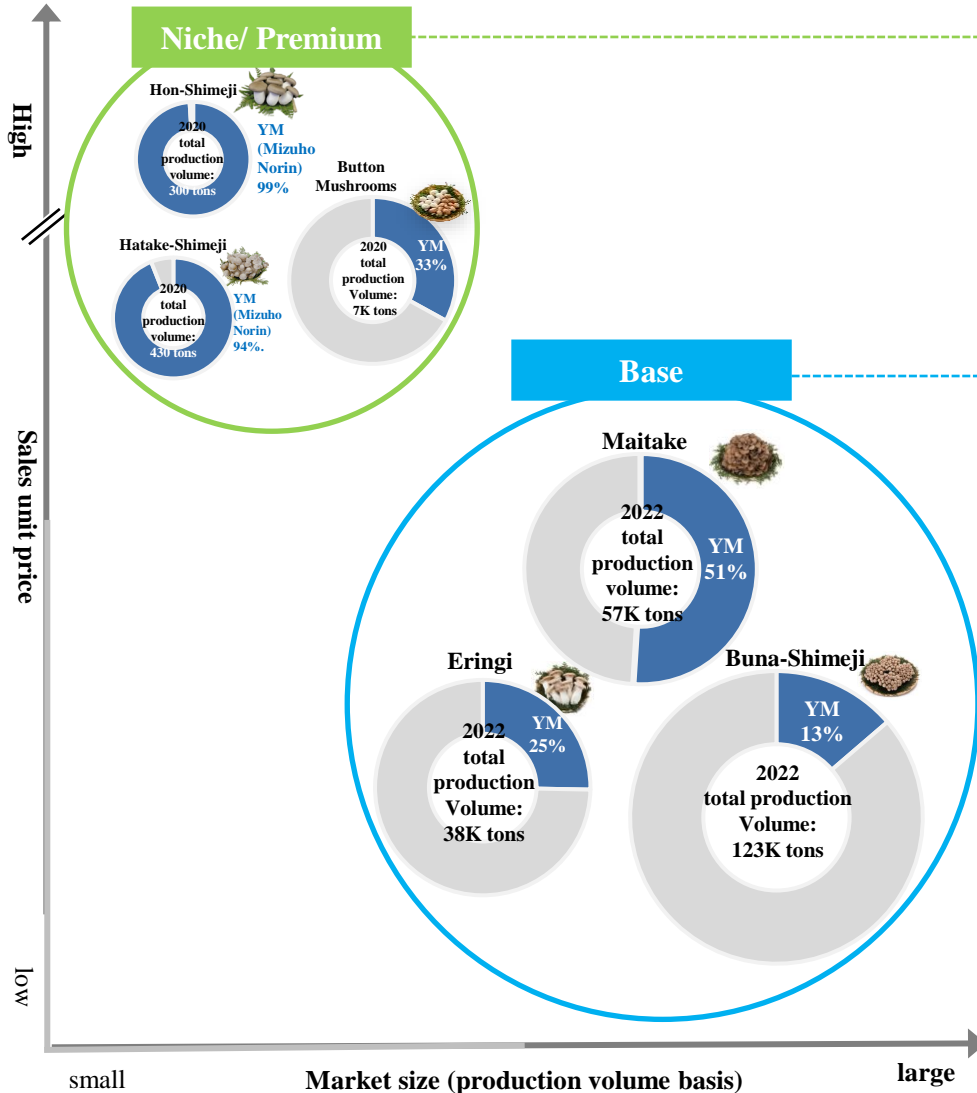 Niche/ Premium
High
Hon-Shimeji
2020
total
production
volume:
300 tons
YM
(Mizuho
Norin)
99%
Button
Mushrooms
2020
total
production
Volume:
7K tons
YM
33%
Hatake-Shimeji
2020
total
production
volume:
430 tons
YM
(Mizuho
Norin)
94%.
Base
Sales unit price
Maitake
2022
total
production
volume:
57K tons
YM
51%
Eringi
2022
total
production
Volume:
38K tons
YM
25%
Buna-Shimeji
YM
13%
2022
total production
Volume:
123K tons
low
small
Market size (production volume basis)
large